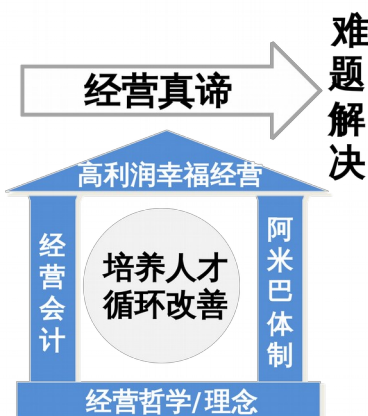 难
题
解
决
经营真谛
高利润幸福经营
经
营
会
计
培养人才
循环改善
阿
米
巴
体
制
经营哲学/理念